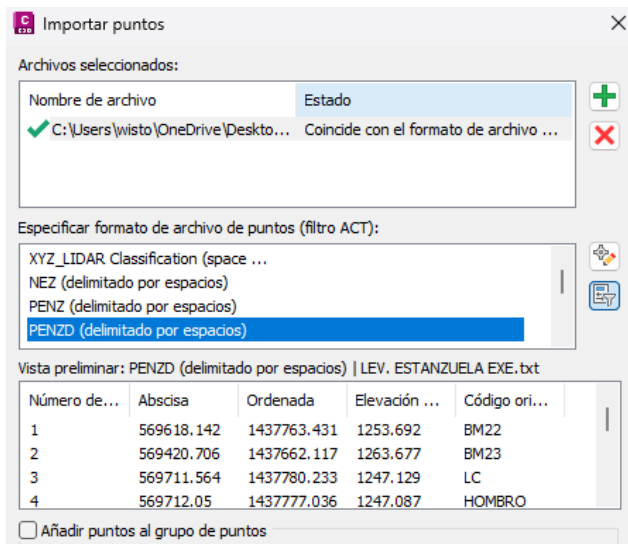 C E3D Importar puntos
Archivos seleccionados:
Nombre de archivo Estado
C:\Users\wisto\OneDrive\Deskto... Coincide con el formato de archivo ...
Especificar formato de archivo de puntos (filtro ACT):
XYZ_LIDAR Classification (space ...
NEZ (delimitado por espacios)
PENZ (delimitado por espacios)
PENZD (delimitado por espacios)
Vista preliminar: PENZD (delimitado por espacios) | LEV. ESTANZUELA EXE.txt
Número de... Abscisa Ordenada Elevación ... Código ori...
1 569618.142 1437763.431 1253.692 BM22
2 569420.706 1437662.117 1263.677 BM23
3 569711.564 1437780.233 1247.129 LC
4 569712.05 1437777.036 1247.087 HOMBRO
Añadir puntos al grupo de puntos